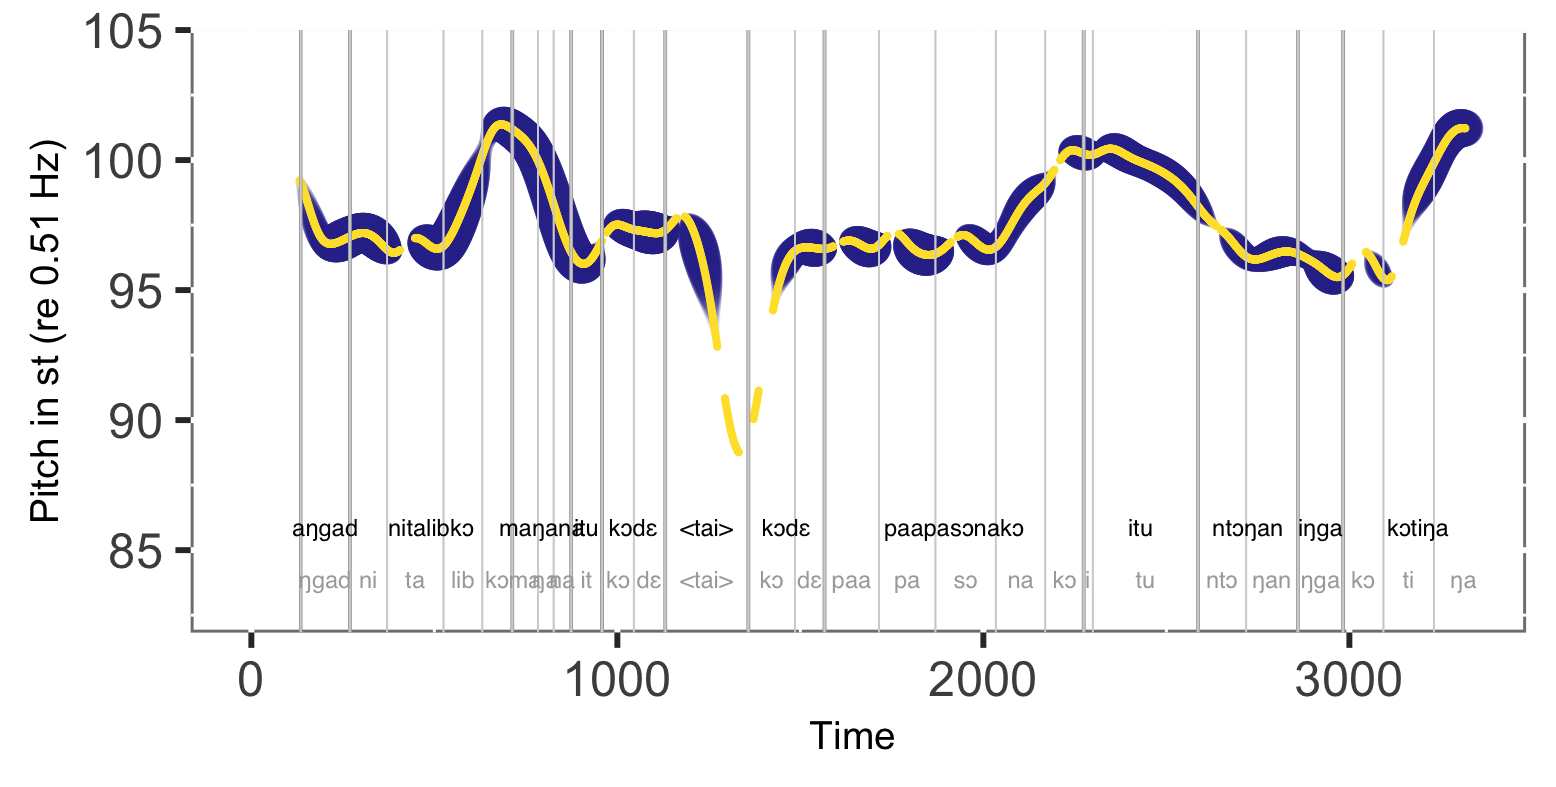 105
100
95
90
85
Pitch in st (re 0.51 Hz)
aŋgad nitalibkɔ maŋana itu kɔdɛ <tai> kɔdɛ paapasɔnakɔ itu ntɔŋan iŋga kɔtiŋa
ŋgad ni ta lib kɔ ma ŋa na it kɔ dɛ <tai> kɔ dɛ paa pa sɔ na kɔ i tu ntɔ ŋan ŋga kɔ ti ŋa
0 1000 2000 3000
Time